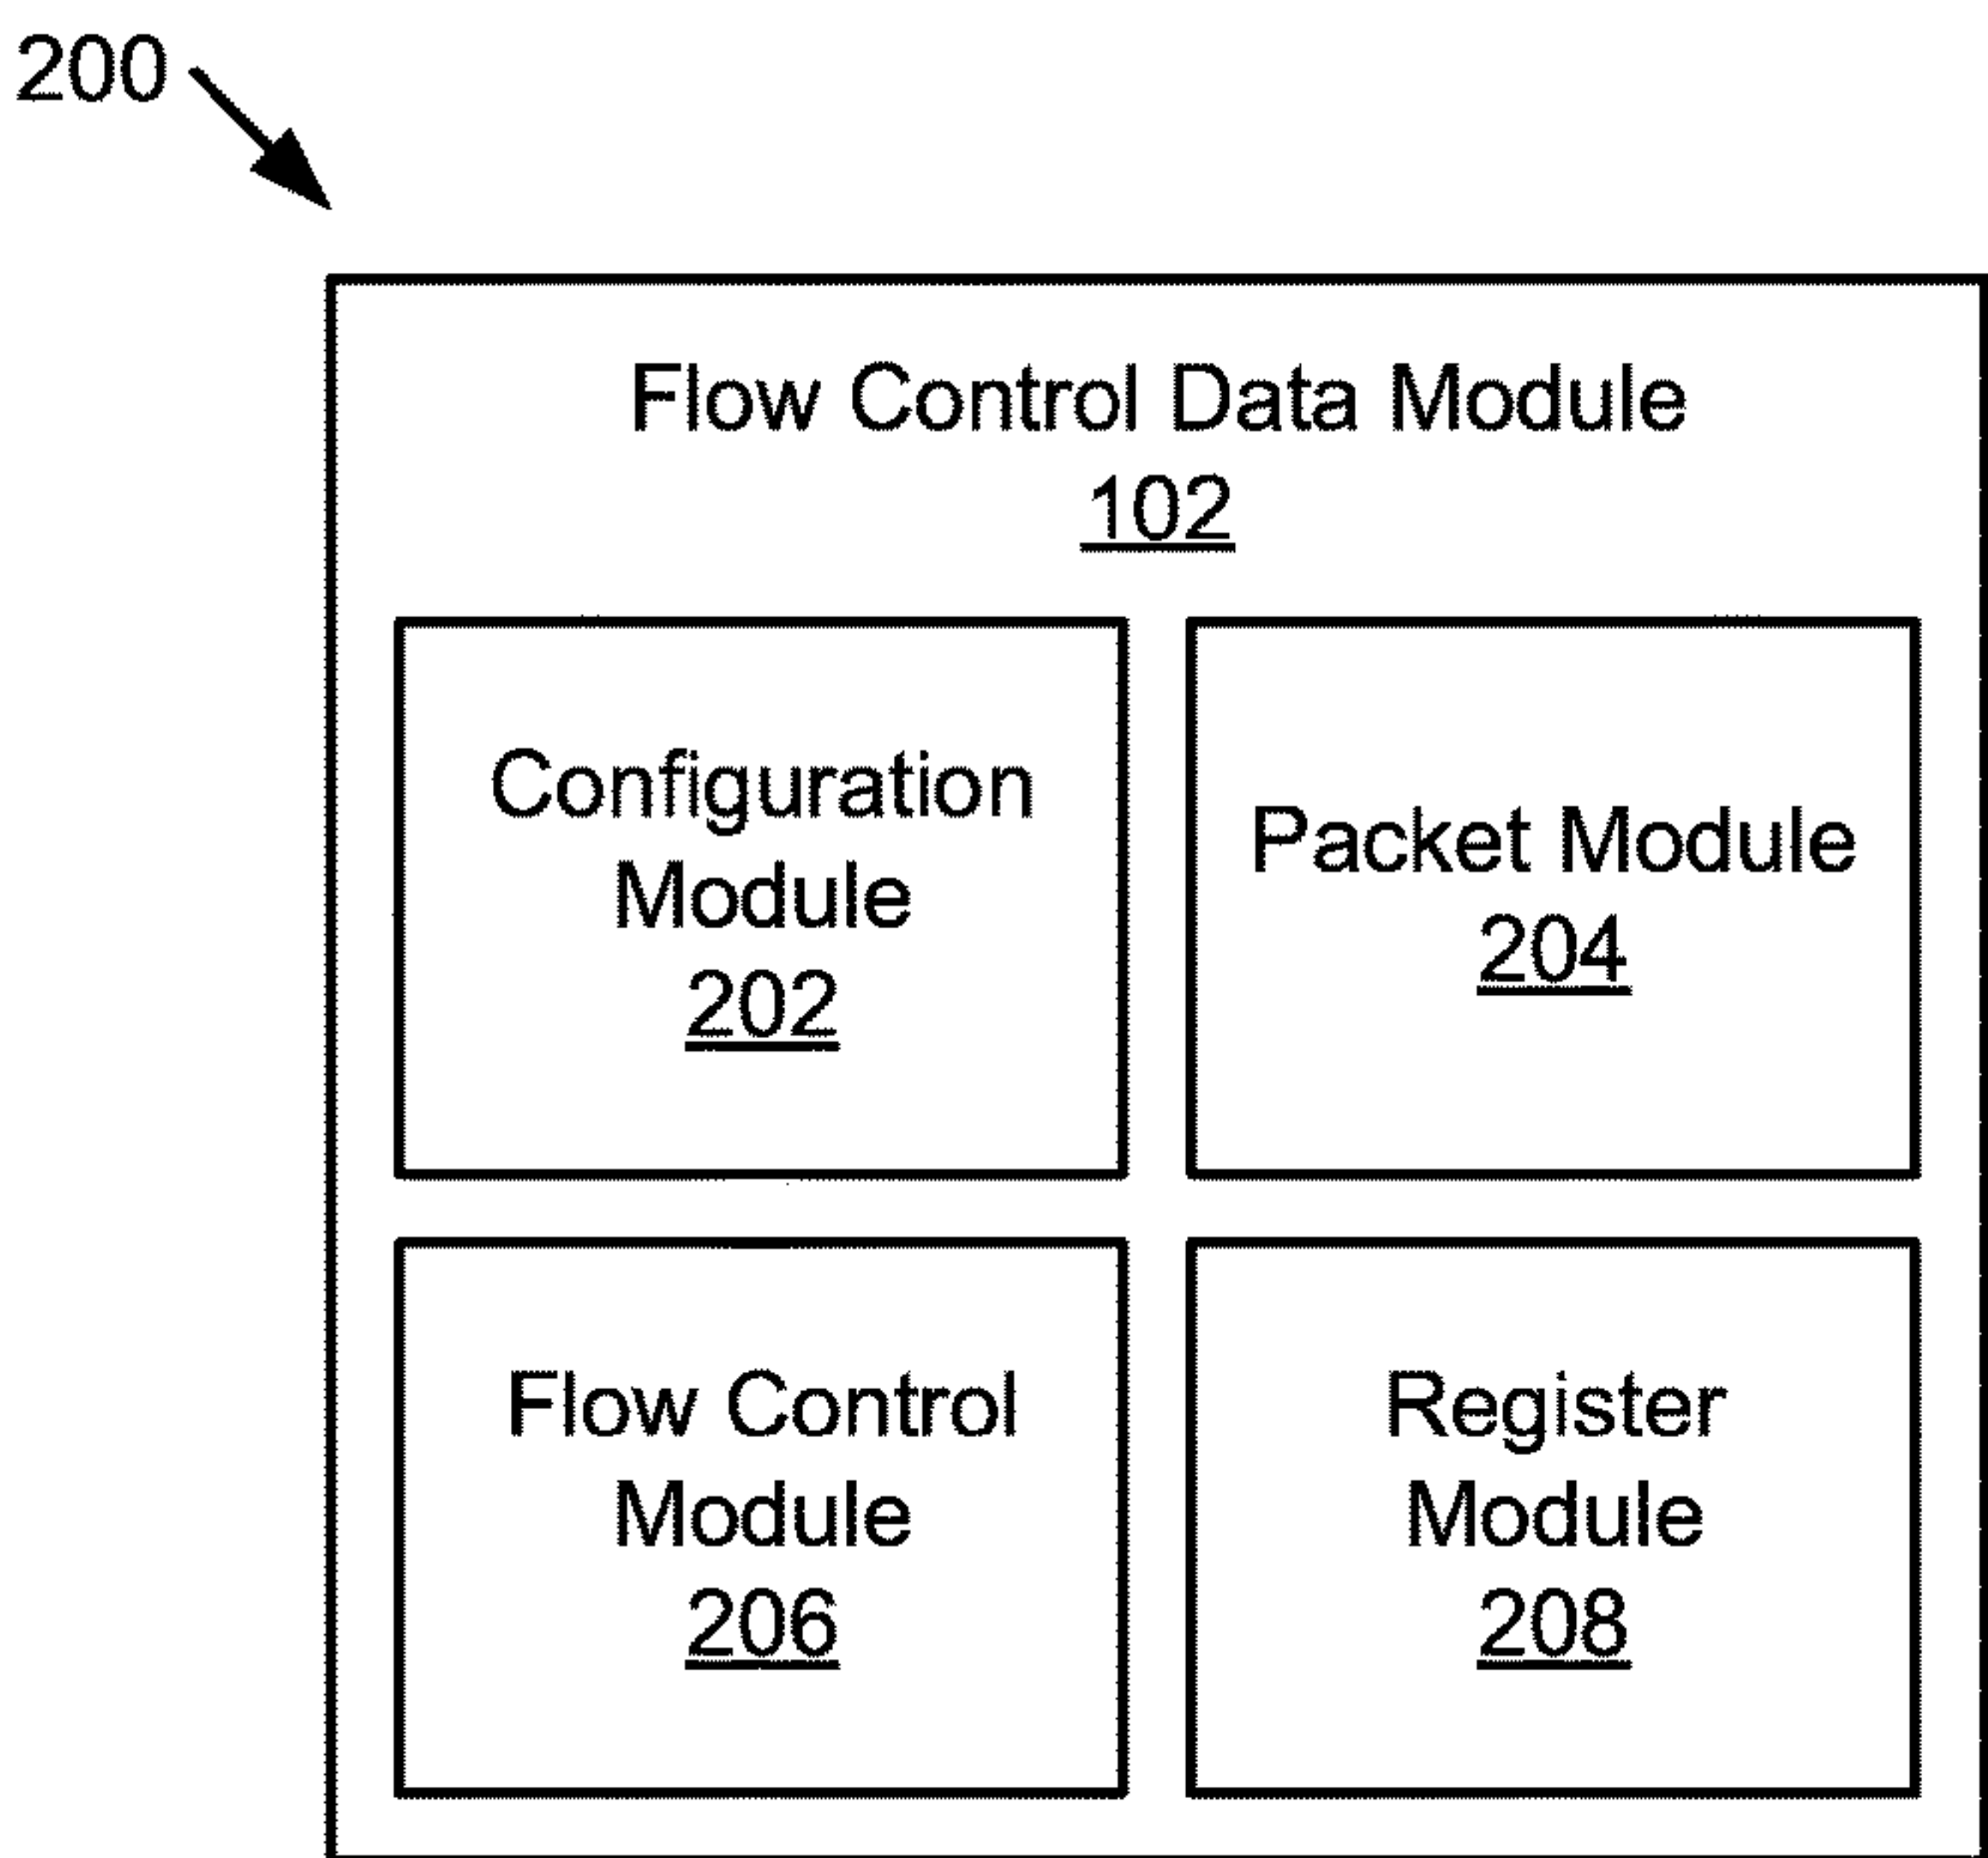 200
Flow Control Data Module
102
Configuration
Module
202
Packet Module
204
Flow Control
Module
206
Register
Module
208